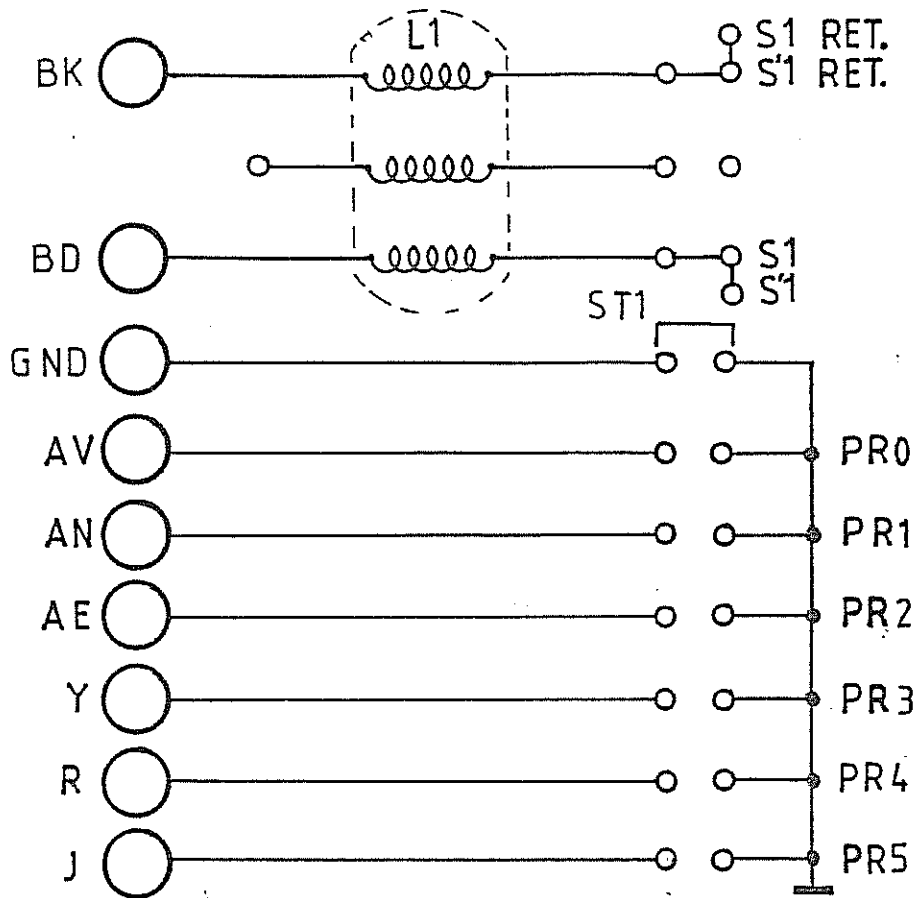 L1
S1 RET.
BK
S'1 RET.
BD
S1
S'1
ST1
GND
AV
PR0
AN
PR1
AE
PR2
Y
PR3
R
PR4
J
PR5